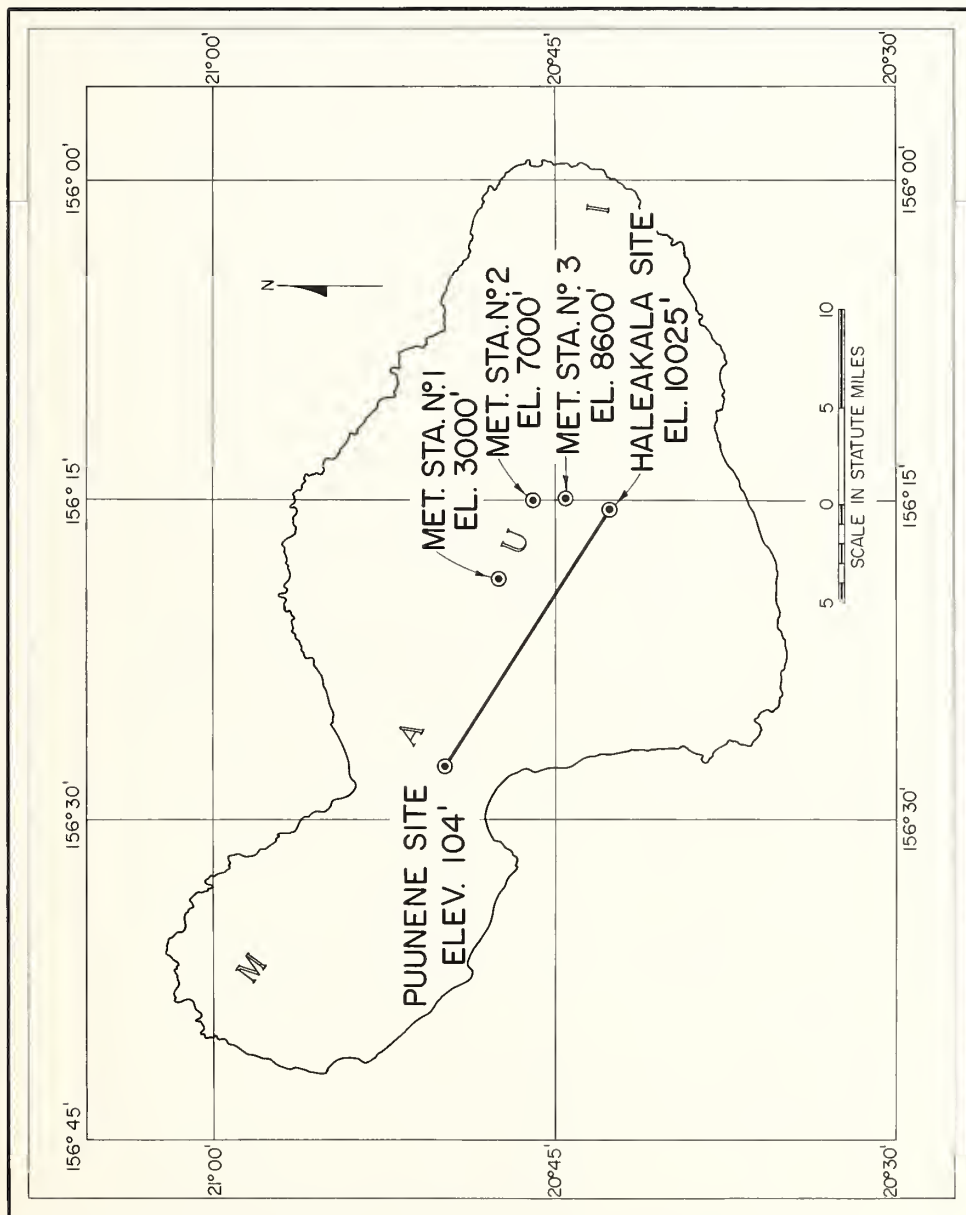 156° 45'
156° 30'
156° 15'
156° 00'
21° 00'
21° 00'
N
M
A
U
I
PUUNENE SITE
ELEV. 104'
MET. STA. Nº. 1
EL. 3000'
MET. STA. Nº. 2
EL. 7000'
MET. STA. Nº. 3
EL. 8600'
HALEAKALA SITE
EL. 10025'
20° 45'
20° 45'
5 0 5 10
SCALE IN STATUTE MILES
20° 30'
20° 30'
156° 45'
156° 30'
156° 15'
156° 00'